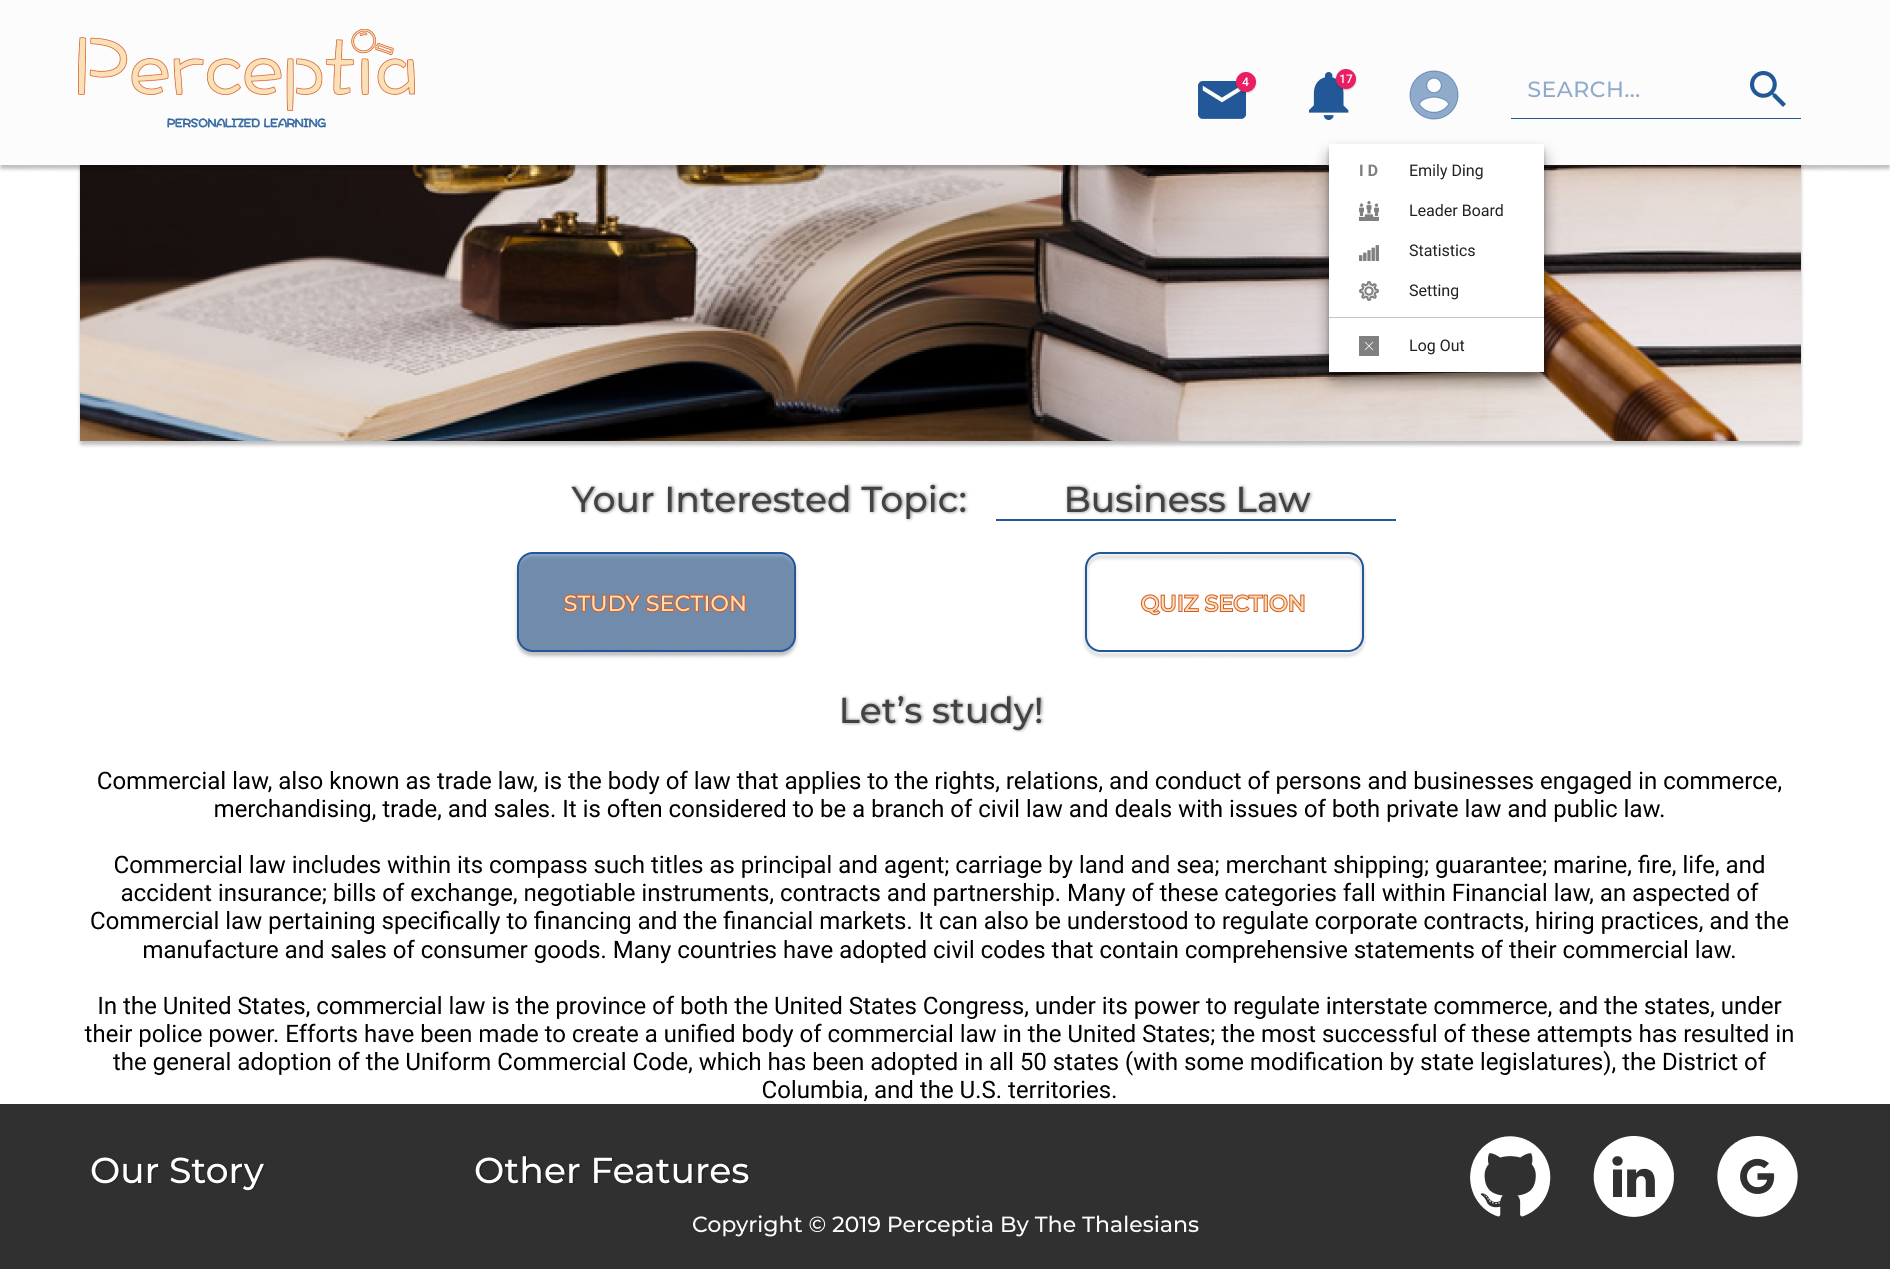 Perceptia
PERSONALIZED LEARNING
4
17
SEARCH...
ID Emily Ding
Leader Board
Statistics
Setting
Log Out
Your Interested Topic: Business Law
STUDY SECTION
QUIZ SECTION
Let’s study!
Commercial law, also known as trade law, is the body of law that applies to the rights, relations, and conduct of persons and businesses engaged in commerce,
merchandising, trade, and sales. It is often considered to be a branch of civil law and deals with issues of both private law and public law.
Commercial law includes within its compass such titles as principal and agent; carriage by land and sea; merchant shipping; guarantee; marine, fire, life, and
accident insurance; bills of exchange, negotiable instruments, contracts and partnership. Many of these categories fall within Financial law, an aspected of
Commercial law pertaining specifically to financing and the financial markets. It can also be understood to regulate corporate contracts, hiring practices, and the
manufacture and sales of consumer goods. Many countries have adopted civil codes that contain comprehensive statements of their commercial law.
In the United States, commercial law is the province of both the United States Congress, under its power to regulate interstate commerce, and the states, under
their police power. Efforts have been made to create a unified body of commercial law in the United States; the most successful of these attempts has resulted in
the general adoption of the Uniform Commercial Code, which has been adopted in all 50 states (with some modification by state legislatures), the District of
Columbia, and the U.S. territories.
Our Story
Other Features
in
G
Copyright © 2019 Perceptia By The Thalesians